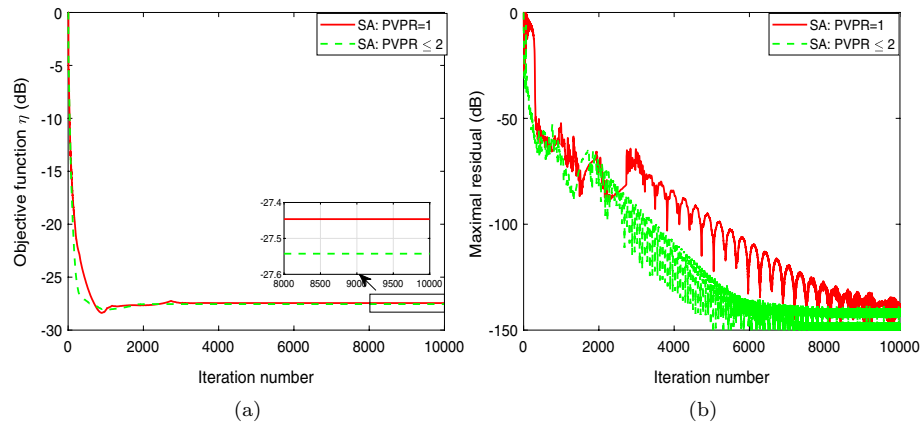 0
-5
-10
-15
-20
-25
-30
Objective function η (dB)
SA: PVPR=1
SA: PVPR ≤ 2
-27.4
-27.5
-27.6
8000 8500 9000 9500 10000
0 2000 4000 6000 8000 10000
Iteration number
(a)
0
-50
-100
-150
Maximal residual (dB)
SA: PVPR=1
SA: PVPR ≤ 2
0 2000 4000 6000 8000 10000
Iteration number
(b)